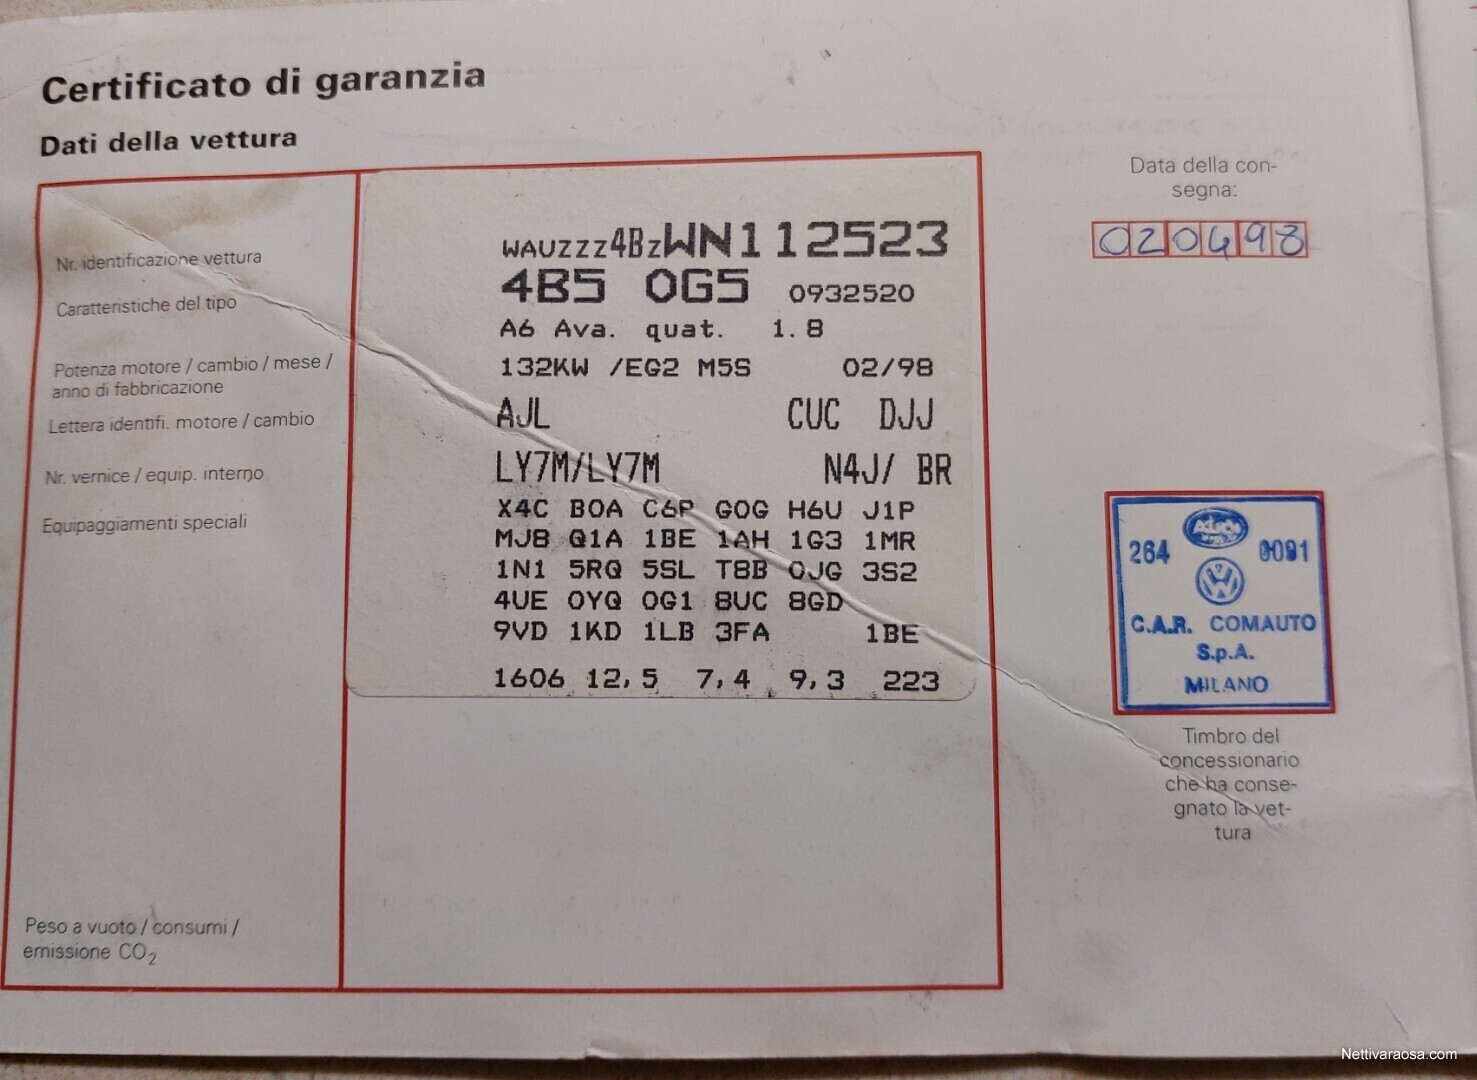 Certificato di garanzia
Dati della vettura
Nr. identificazione vettura
Caratteristiche del tipo
Potenza motore / cambio / mese /
anno di fabbricazione
Lettera identifi. motore / cambio
Nr. vernice / equip. interno
Equipaggiamenti speciali
Peso a vuoto / consumi /
emissione CO2
WAUZZZ4BZWN112523
4B5 0G5 0932520
A6 Ava. quat. 1.8
132KW /EG2 M5S 02/98
AJL CUC DJJ
LY7M/LY7M N4J/ BR
X4C B0A C6P G0G H6U J1P
MJB Q1A 1BE 1AH 1G3 1MR
1N1 5RQ 5SL T8B 0JG 3S2
4UE 0YQ 0G1 8UC 8GD
9VD 1KD 1LB 3FA 1BE
1606 12,5 7,4 9,3 223
Data della con-
segna:
020498
264 0091
C.A.R. COMAUTO
S.p.A.
MILANO
Timbro del
concessionario
che ha conse-
gnato la vet-
tura
Nettivaraosa.com